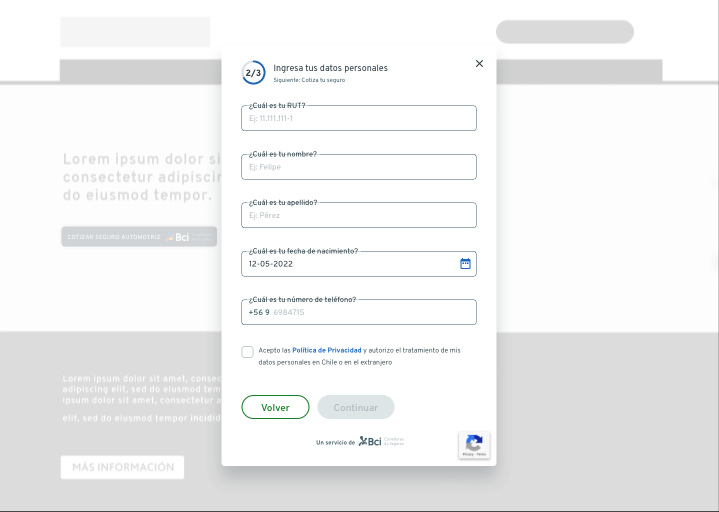 2/3
Ingresa tus datos personales
Siguiente: Cotiza tu seguro
¿Cuál es tu RUT?
Ej: 11.111.111-1
¿Cuál es tu nombre?
Ej: Felipe
¿Cuál es tu apellido?
Ej: Pérez
¿Cuál es tu fecha de nacimiento?
12-05-2022
¿Cuál es tu número de teléfono?
+56 9 6984715
Acepto las Política de Privacidad y autorizo el tratamiento de mis
datos personales en Chile o en el extranjero
Volver
Continuar
Un servicio de Bci Corredores
de Seguros
Lorem ipsum dolor si
consectetur adipiscir
do eiusmod tempor.
COTIZAR SEGURO AUTOMOTRIZ Bci
Lorem ipsum dolor sit amet, consec
adipiscing elit, sed do eiusmod tem
ipsum dolor sit amet, consectetur a
elit, sed do eiusmod tempor incidid
MÁS INFORMACIÓN